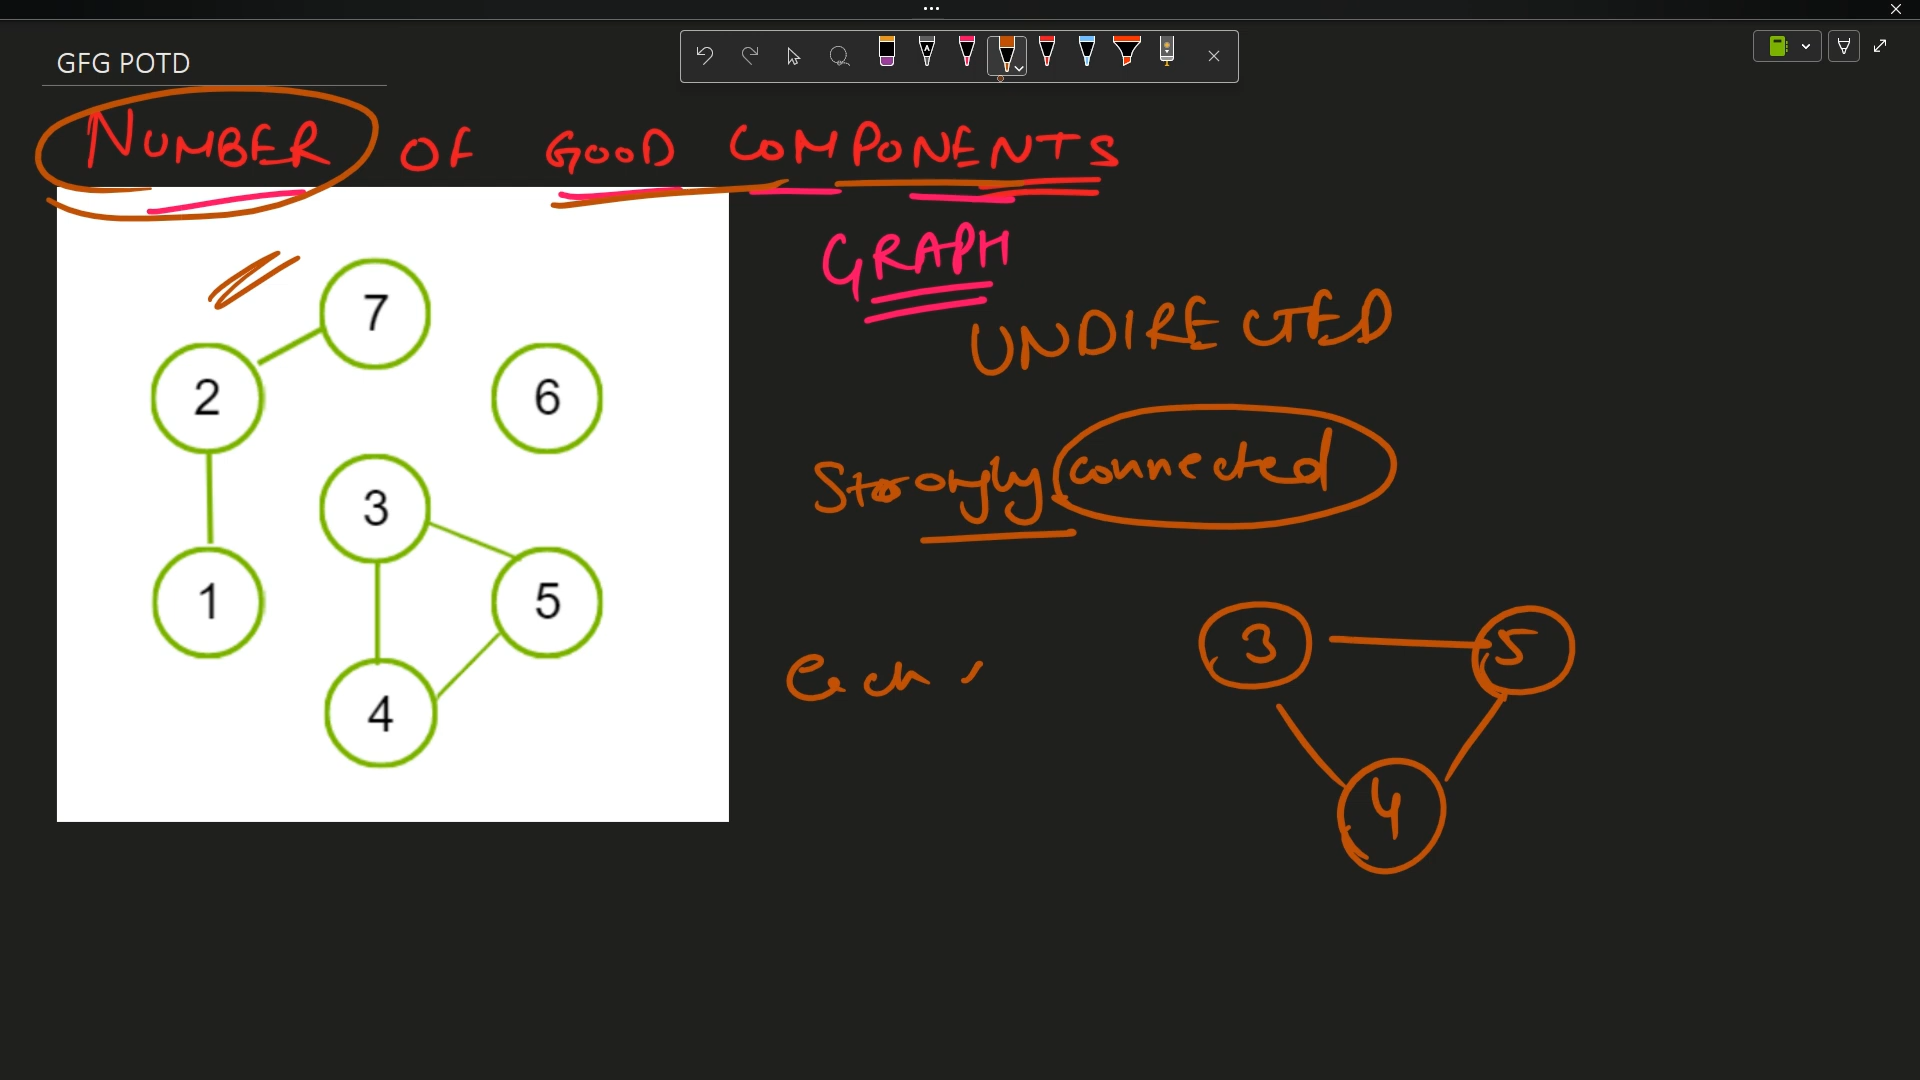 GFG POTD
NUMBER OF GOOD COMPONENTS
GRAPH
UNDIRECTED
Strongly connected
7
2
6
3
5
1
4
Each
3
5
4